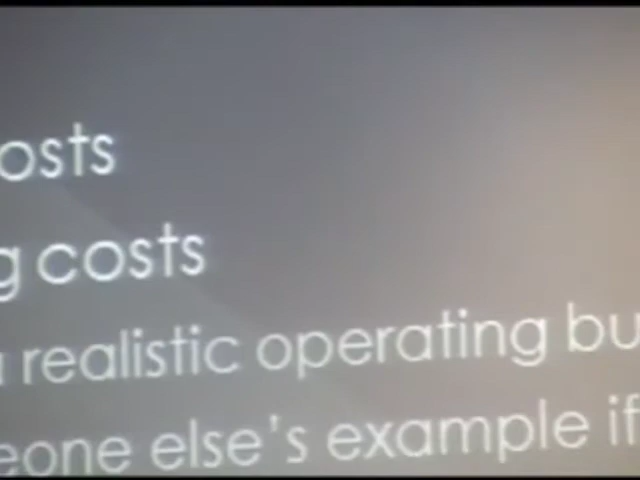 osts
g costs
a realistic operating bu
eone else's example if